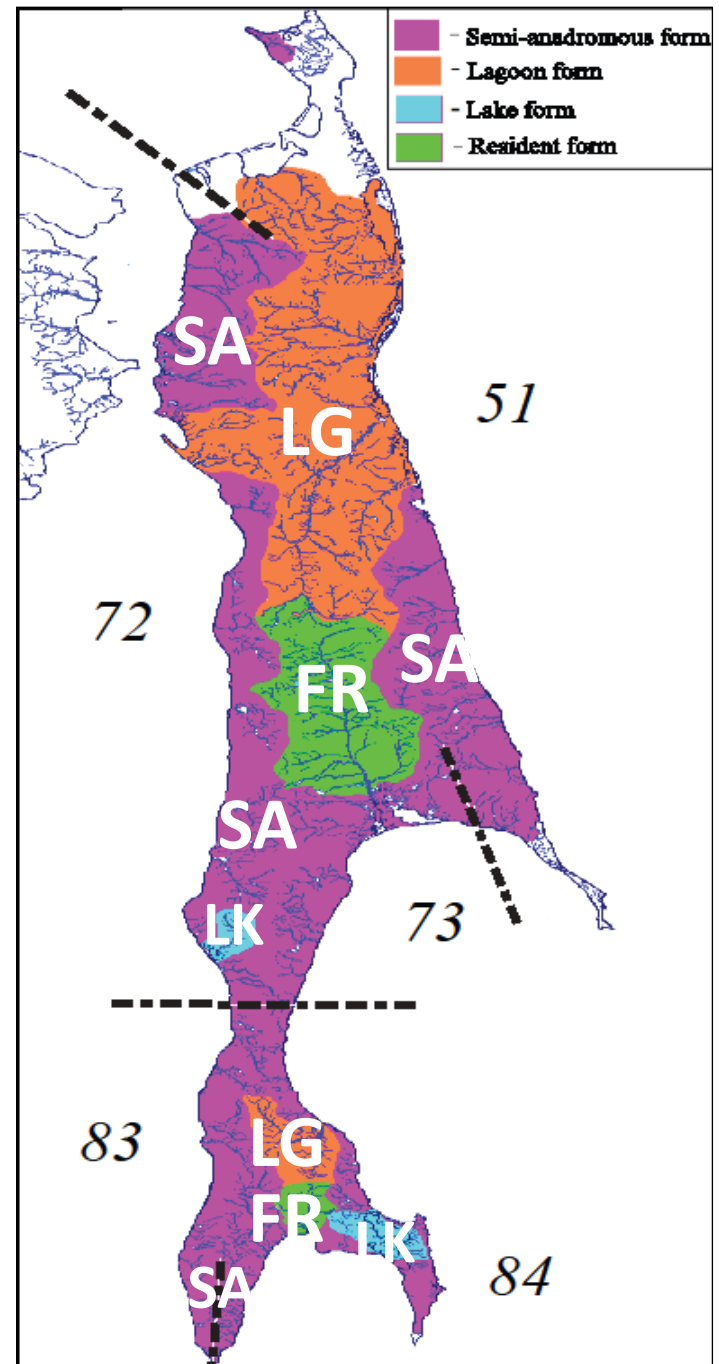 - Semi-anadromous form
- Lagoon form
- Lake form
- Resident form
SA
51
LG
72
SA
FR
SA
LK
73
83
LG
FR
LK
84
SA